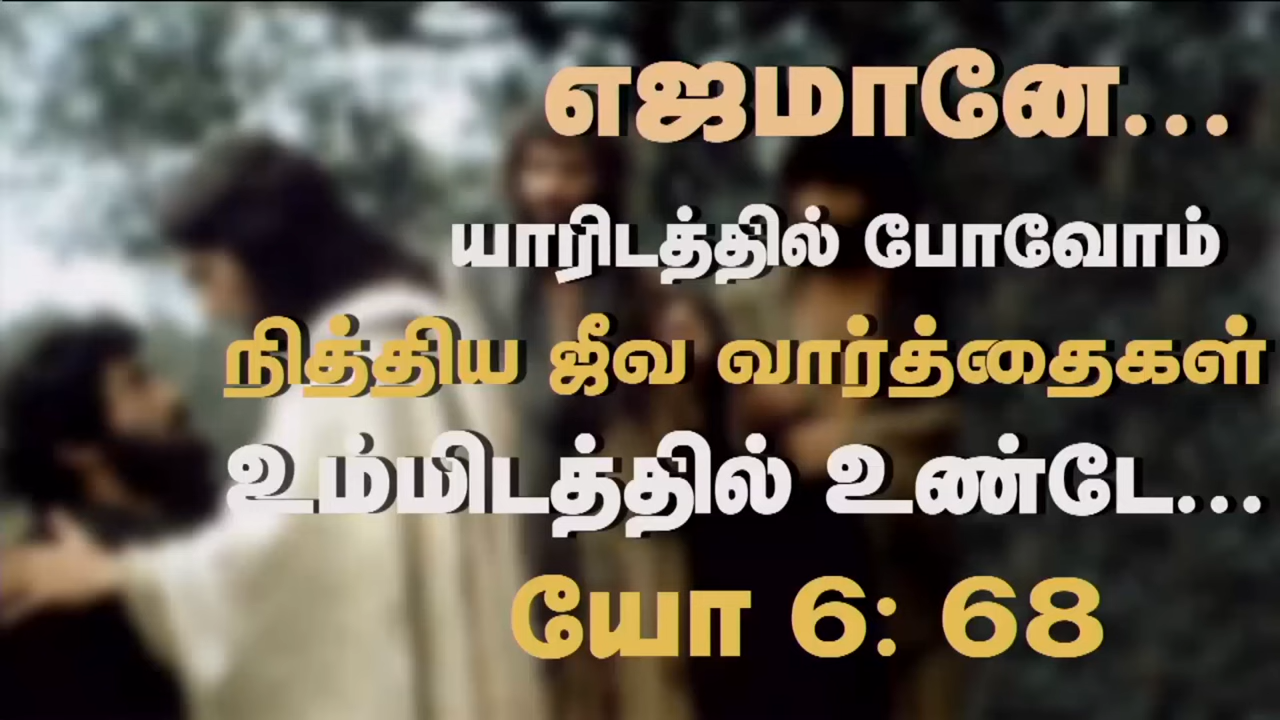 எஜமானே...
யாரிடத்தில் போவோம்
நித்திய ஜீவ வார்த்தைகள்
உம்மிடத்தில் உண்டே...
யோ 6: 68